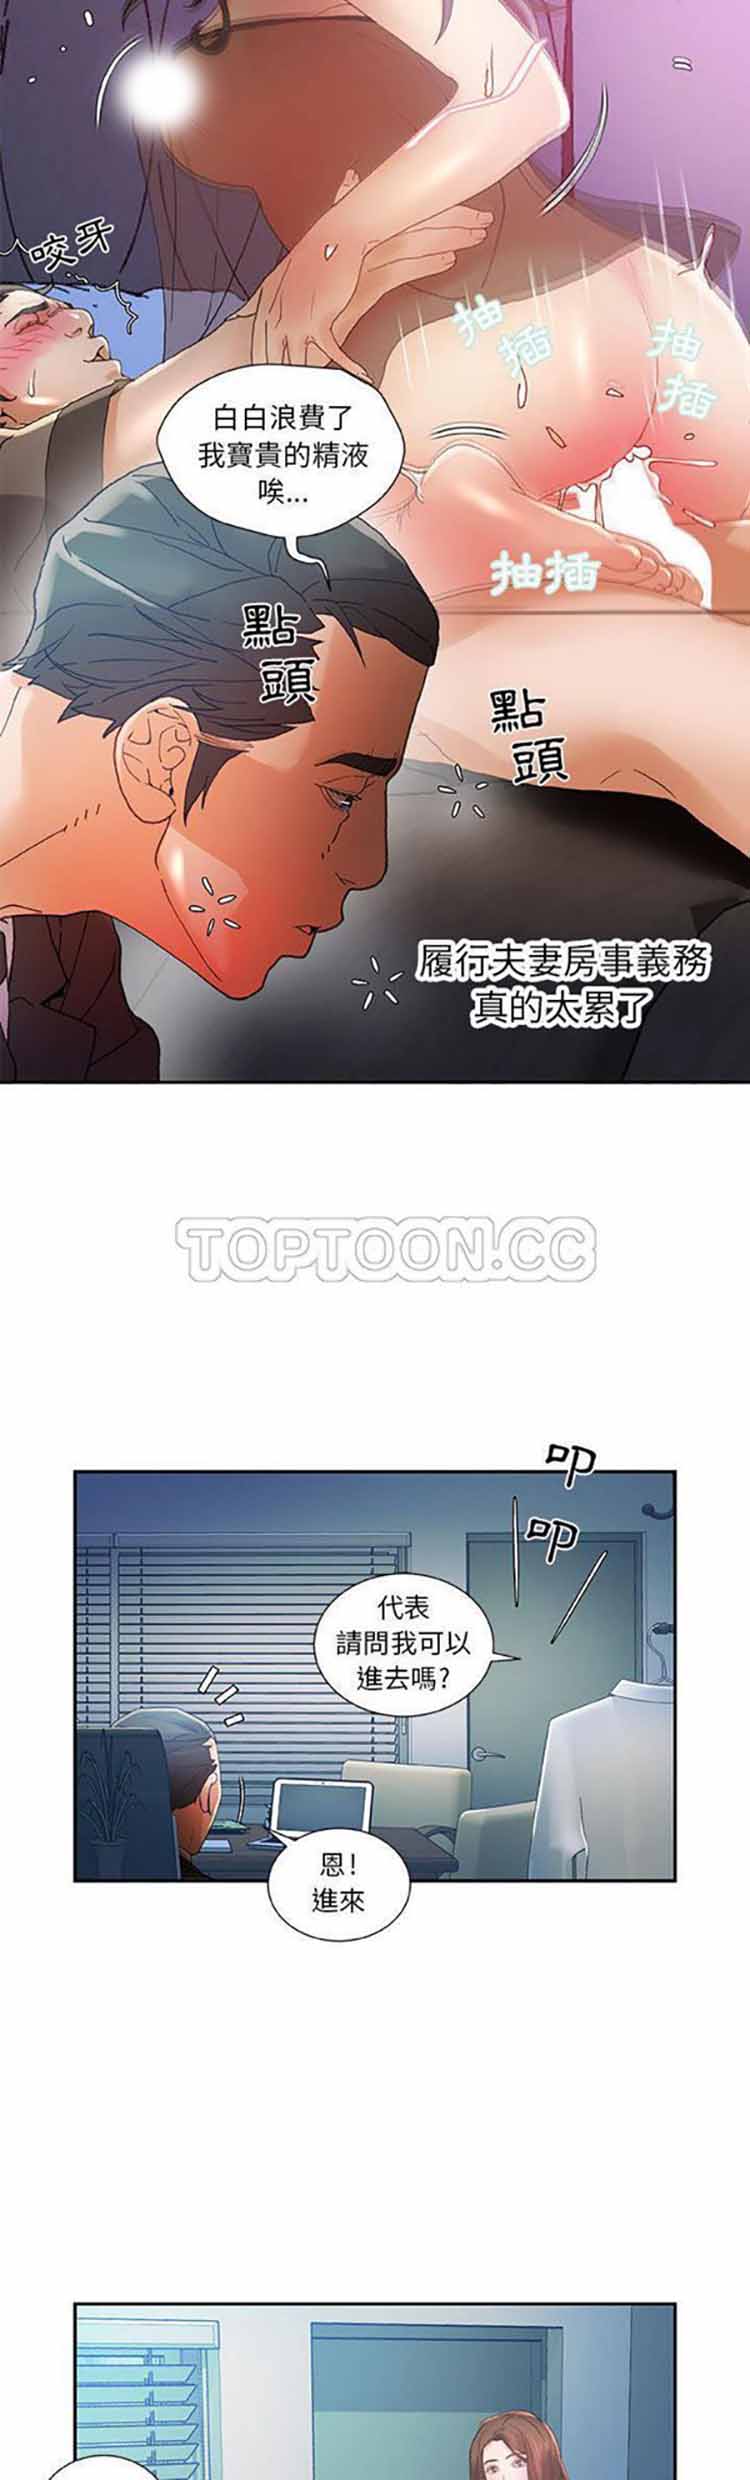 咬牙
抽插
抽插
白白浪費了
我寶貴的精液
唉...
抽插
點頭
點頭
履行夫妻房事義務
真的太累了
TOPTOON.CC
叩
叩
代表
請問我可以
進去嗎?
恩!
進來